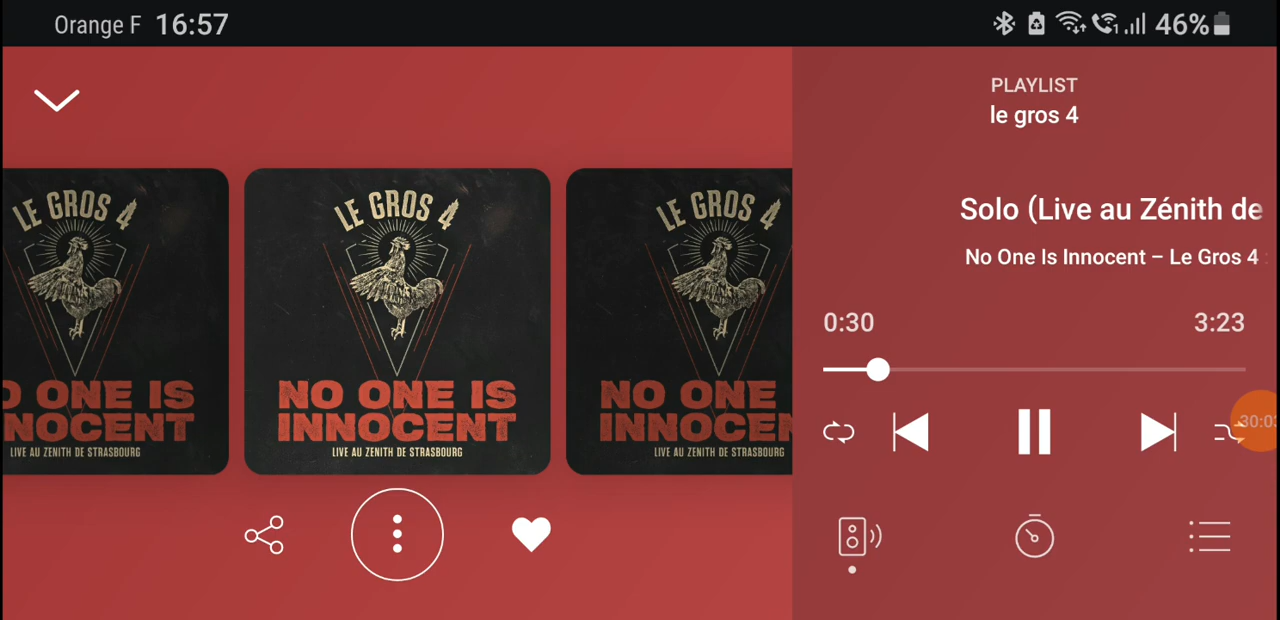 Orange F 16:57
46%
PLAYLIST
le gros 4
LE GROS 4
NO ONE IS
INNOCENT
LIVE AU ZENITH DE STRASBOURG
LE GROS 4
NO ONE IS
INNOCENT
LIVE AU ZENITH DE STRASBOURG
LE GROS 4
NO ONE IS
INNOCENT
LIVE AU ZENITH DE STRASBOURG
Solo (Live au Zénith de
No One Is Innocent – Le Gros 4
0:30 3:23